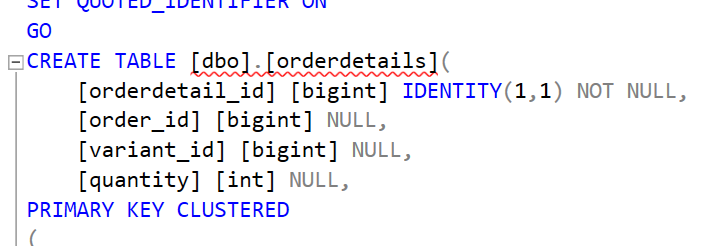 SET QUOTED_IDENTIFIER ON
GO
CREATE TABLE [dbo].[orderdetails](
[orderdetail_id] [bigint] IDENTITY(1,1) NOT NULL,
[order_id] [bigint] NULL,
[variant_id] [bigint] NULL,
[quantity] [int] NULL,
PRIMARY KEY CLUSTERED
(